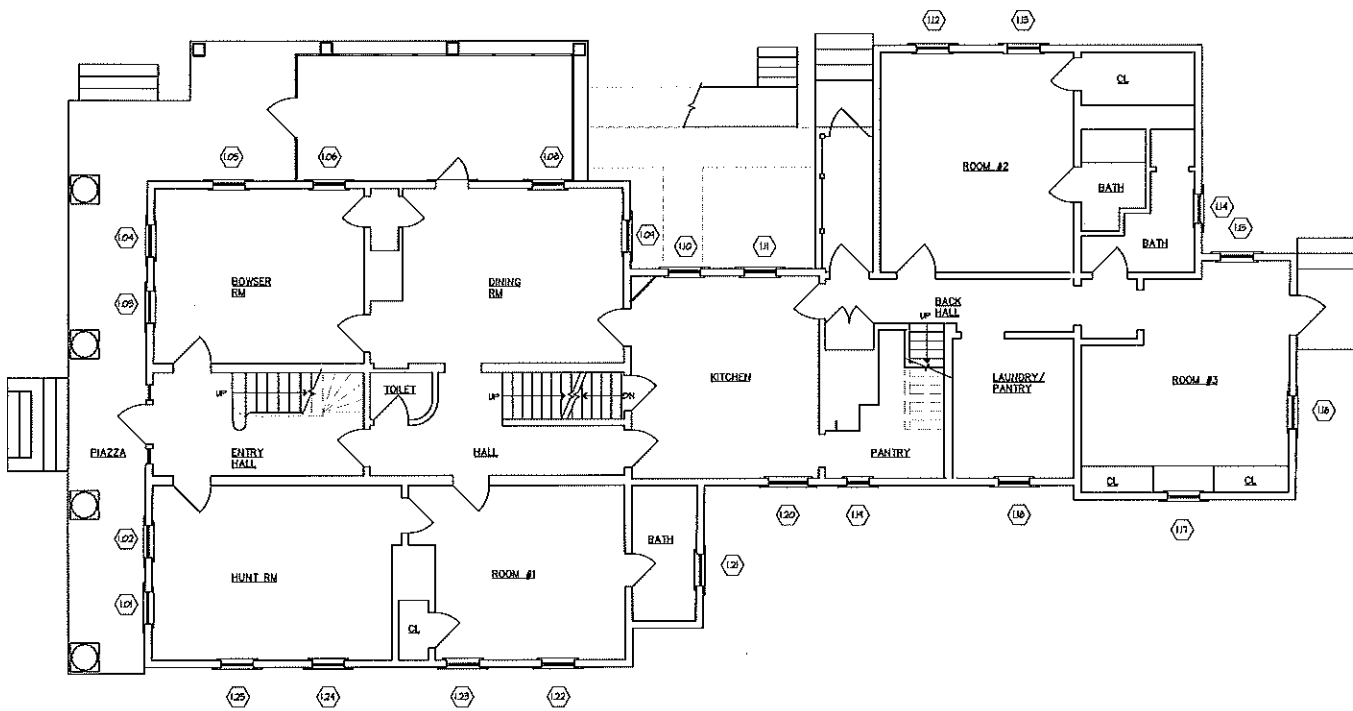 1.12
1.13
CL
1.05
1.06
1.08
ROOM #2
BATH
1.14
1.04
1.09
1.15
1.10
1.11
BATH
BOWSER
RM
DINING
RM
1.03
BACK
HALL
UP
KITCHEN
LAUNDRY/
PANTRY
ROOM #3
TOILET
UP
UP
DN
1.16
PIAZZA
ENTRY
HALL
HALL
PANTRY
CL
CL
1.20
1.19
1.18
1.17
1.02
BATH
HUNT RM
ROOM #1
1.21
1.01
CL
1.25
1.24
1.23
1.22